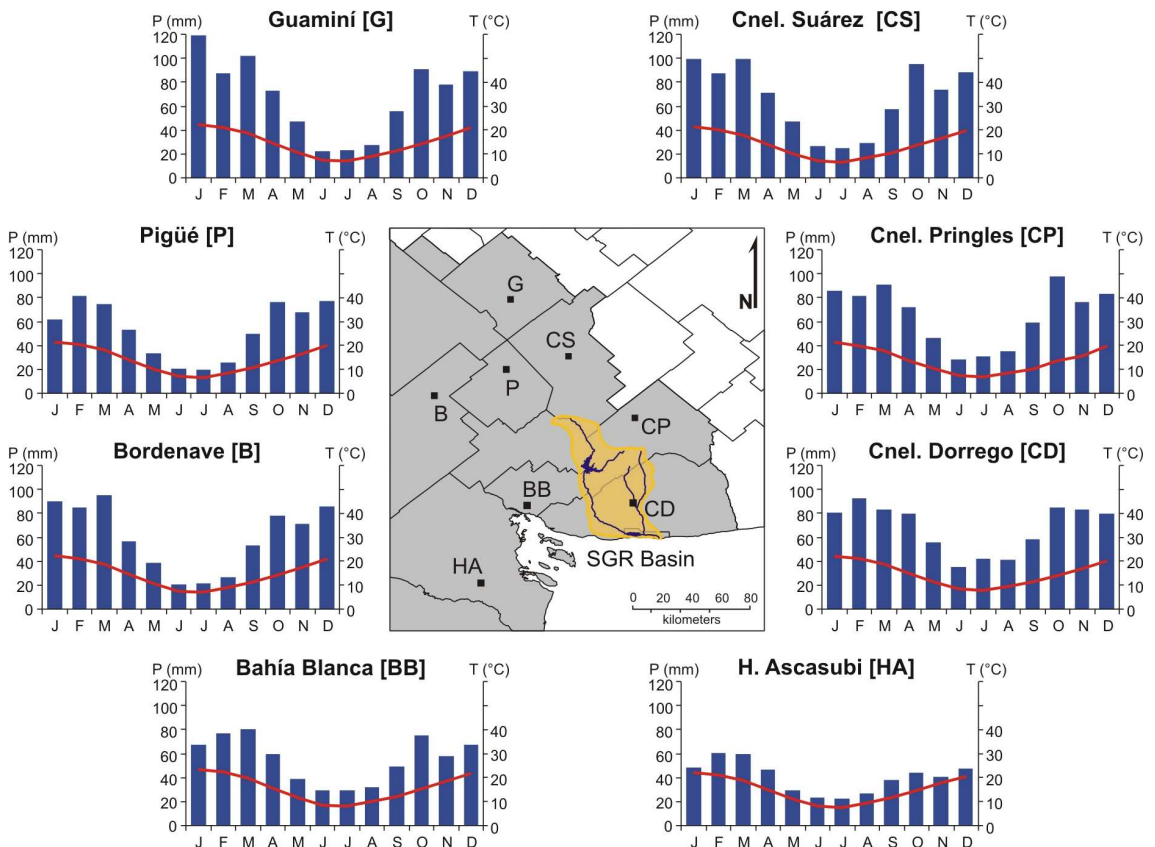 Guaminí [G]
P (mm) T (°C)
120
100
80
60
40
20
0
40
30
20
10
0
J F M A M J J A S O N D
Cnel. Suárez [CS]
P (mm) T (°C)
120
100
80
60
40
20
0
40
30
20
10
0
J F M A M J J A S O N D
Pigüé [P]
P (mm) T (°C)
120
100
80
60
40
20
0
40
30
20
10
0
J F M A M J J A S O N D
G
CS
P
B
CP
BB
CD
HA
N
SGR Basin
0 20 40 60 80
kilometers
Cnel. Pringles [CP]
P (mm) T (°C)
120
100
80
60
40
20
0
40
30
20
10
0
J F M A M J J A S O N D
Bordenave [B]
P (mm) T (°C)
120
100
80
60
40
20
0
40
30
20
10
0
J F M A M J J A S O N D
Cnel. Dorrego [CD]
P (mm) T (°C)
120
100
80
60
40
20
0
40
30
20
10
0
J F M A M J J A S O N D
Bahía Blanca [BB]
P (mm) T (°C)
120
100
80
60
40
20
0
40
30
20
10
0
J F M A M J J A S O N D
H. Ascasubi [HA]
P (mm) T (°C)
120
100
80
60
40
20
0
40
30
20
10
0
J F M A M J J A S O N D